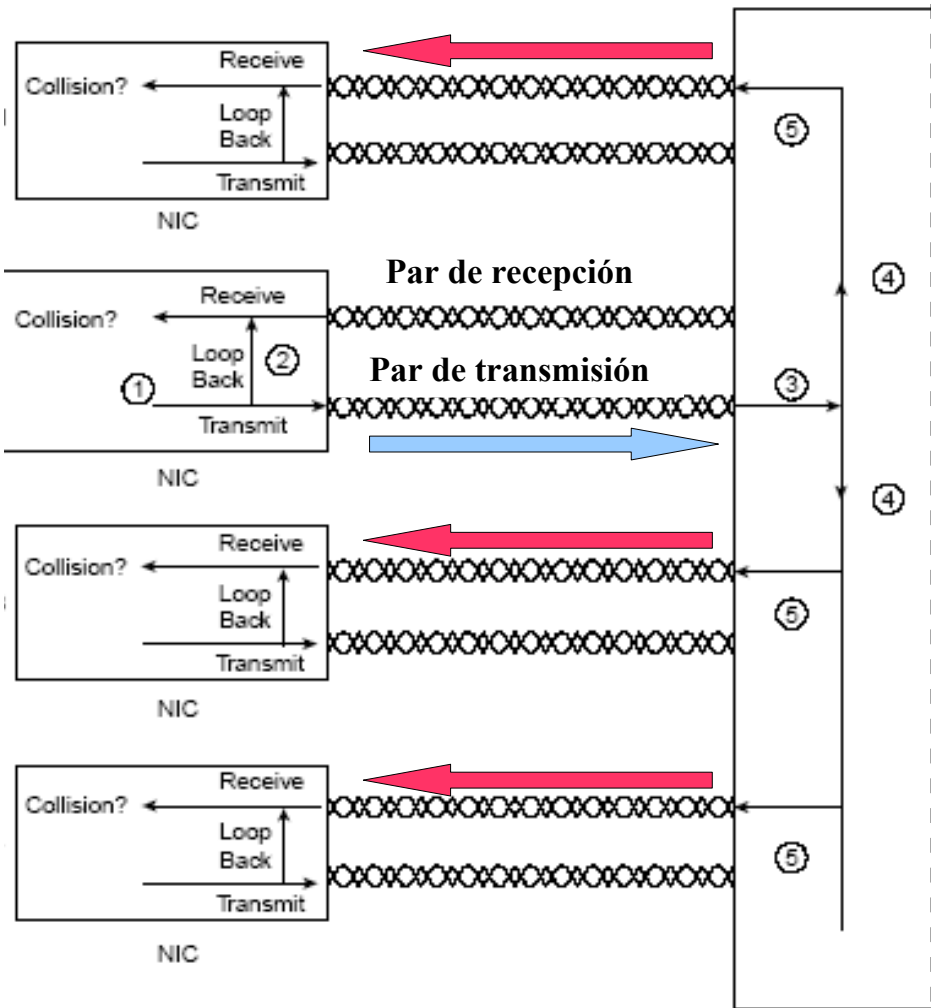 Receive
Collision?
Loop
Back
Transmit
NIC
5
4
Par de recepción
Receive
Collision?
Loop
Back
2
1
Par de transmisión
3
Transmit
NIC
4
Receive
Collision?
Loop
Back
5
Transmit
NIC
Receive
Collision?
Loop
Back
5
Transmit
NIC